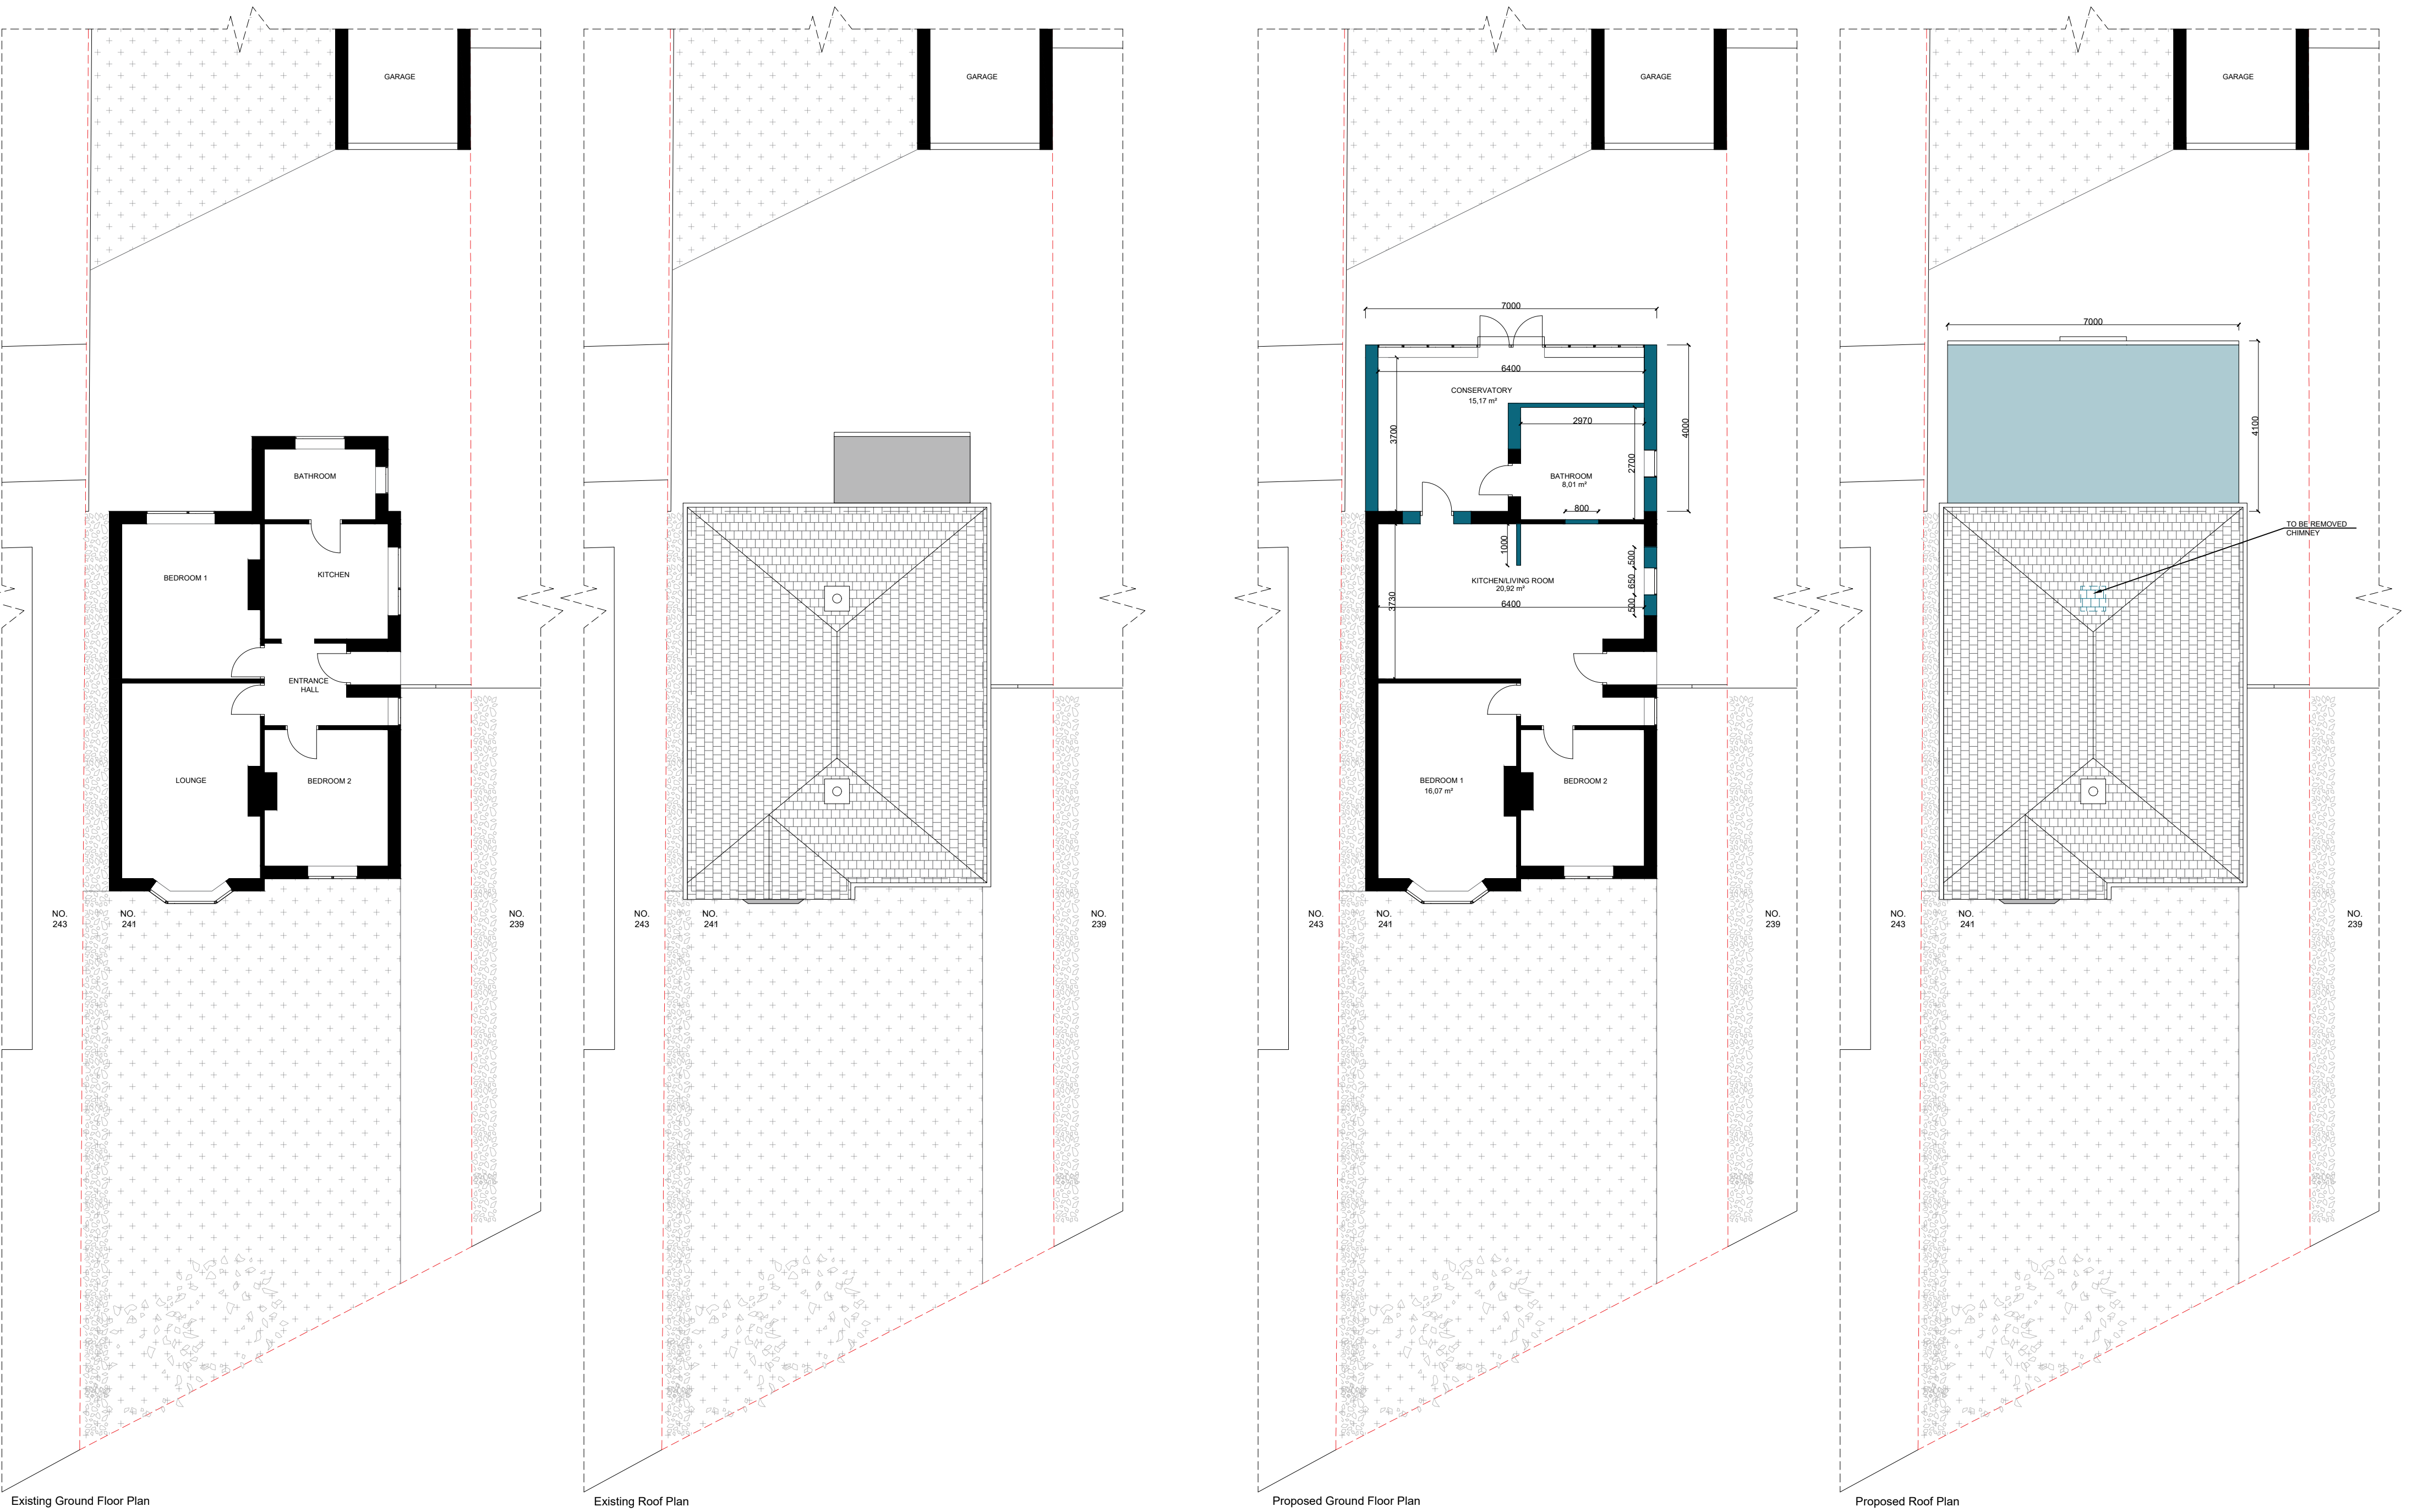 GARAGE
BATHROOM
BEDROOM 1
KITCHEN
ENTRANCE
HALL
LOUNGE
BEDROOM 2
NO.
243
NO.
241
NO.
239
Existing Ground Floor Plan
GARAGE
NO.
243
NO.
241
NO.
239
Existing Roof Plan
GARAGE
7000
6400
CONSERVATORY
15,17 m²
2970
3700
4000
2700
BATHROOM
8,01 m²
800
1000
500
KITCHEN/LIVING ROOM
20,92 m²
650
3730
6400
500
BEDROOM 1
16,07 m²
BEDROOM 2
NO.
243
NO.
241
NO.
239
Proposed Ground Floor Plan
GARAGE
7000
4100
TO BE REMOVED
CHIMNEY
NO.
243
NO.
241
NO.
239
Proposed Roof Plan